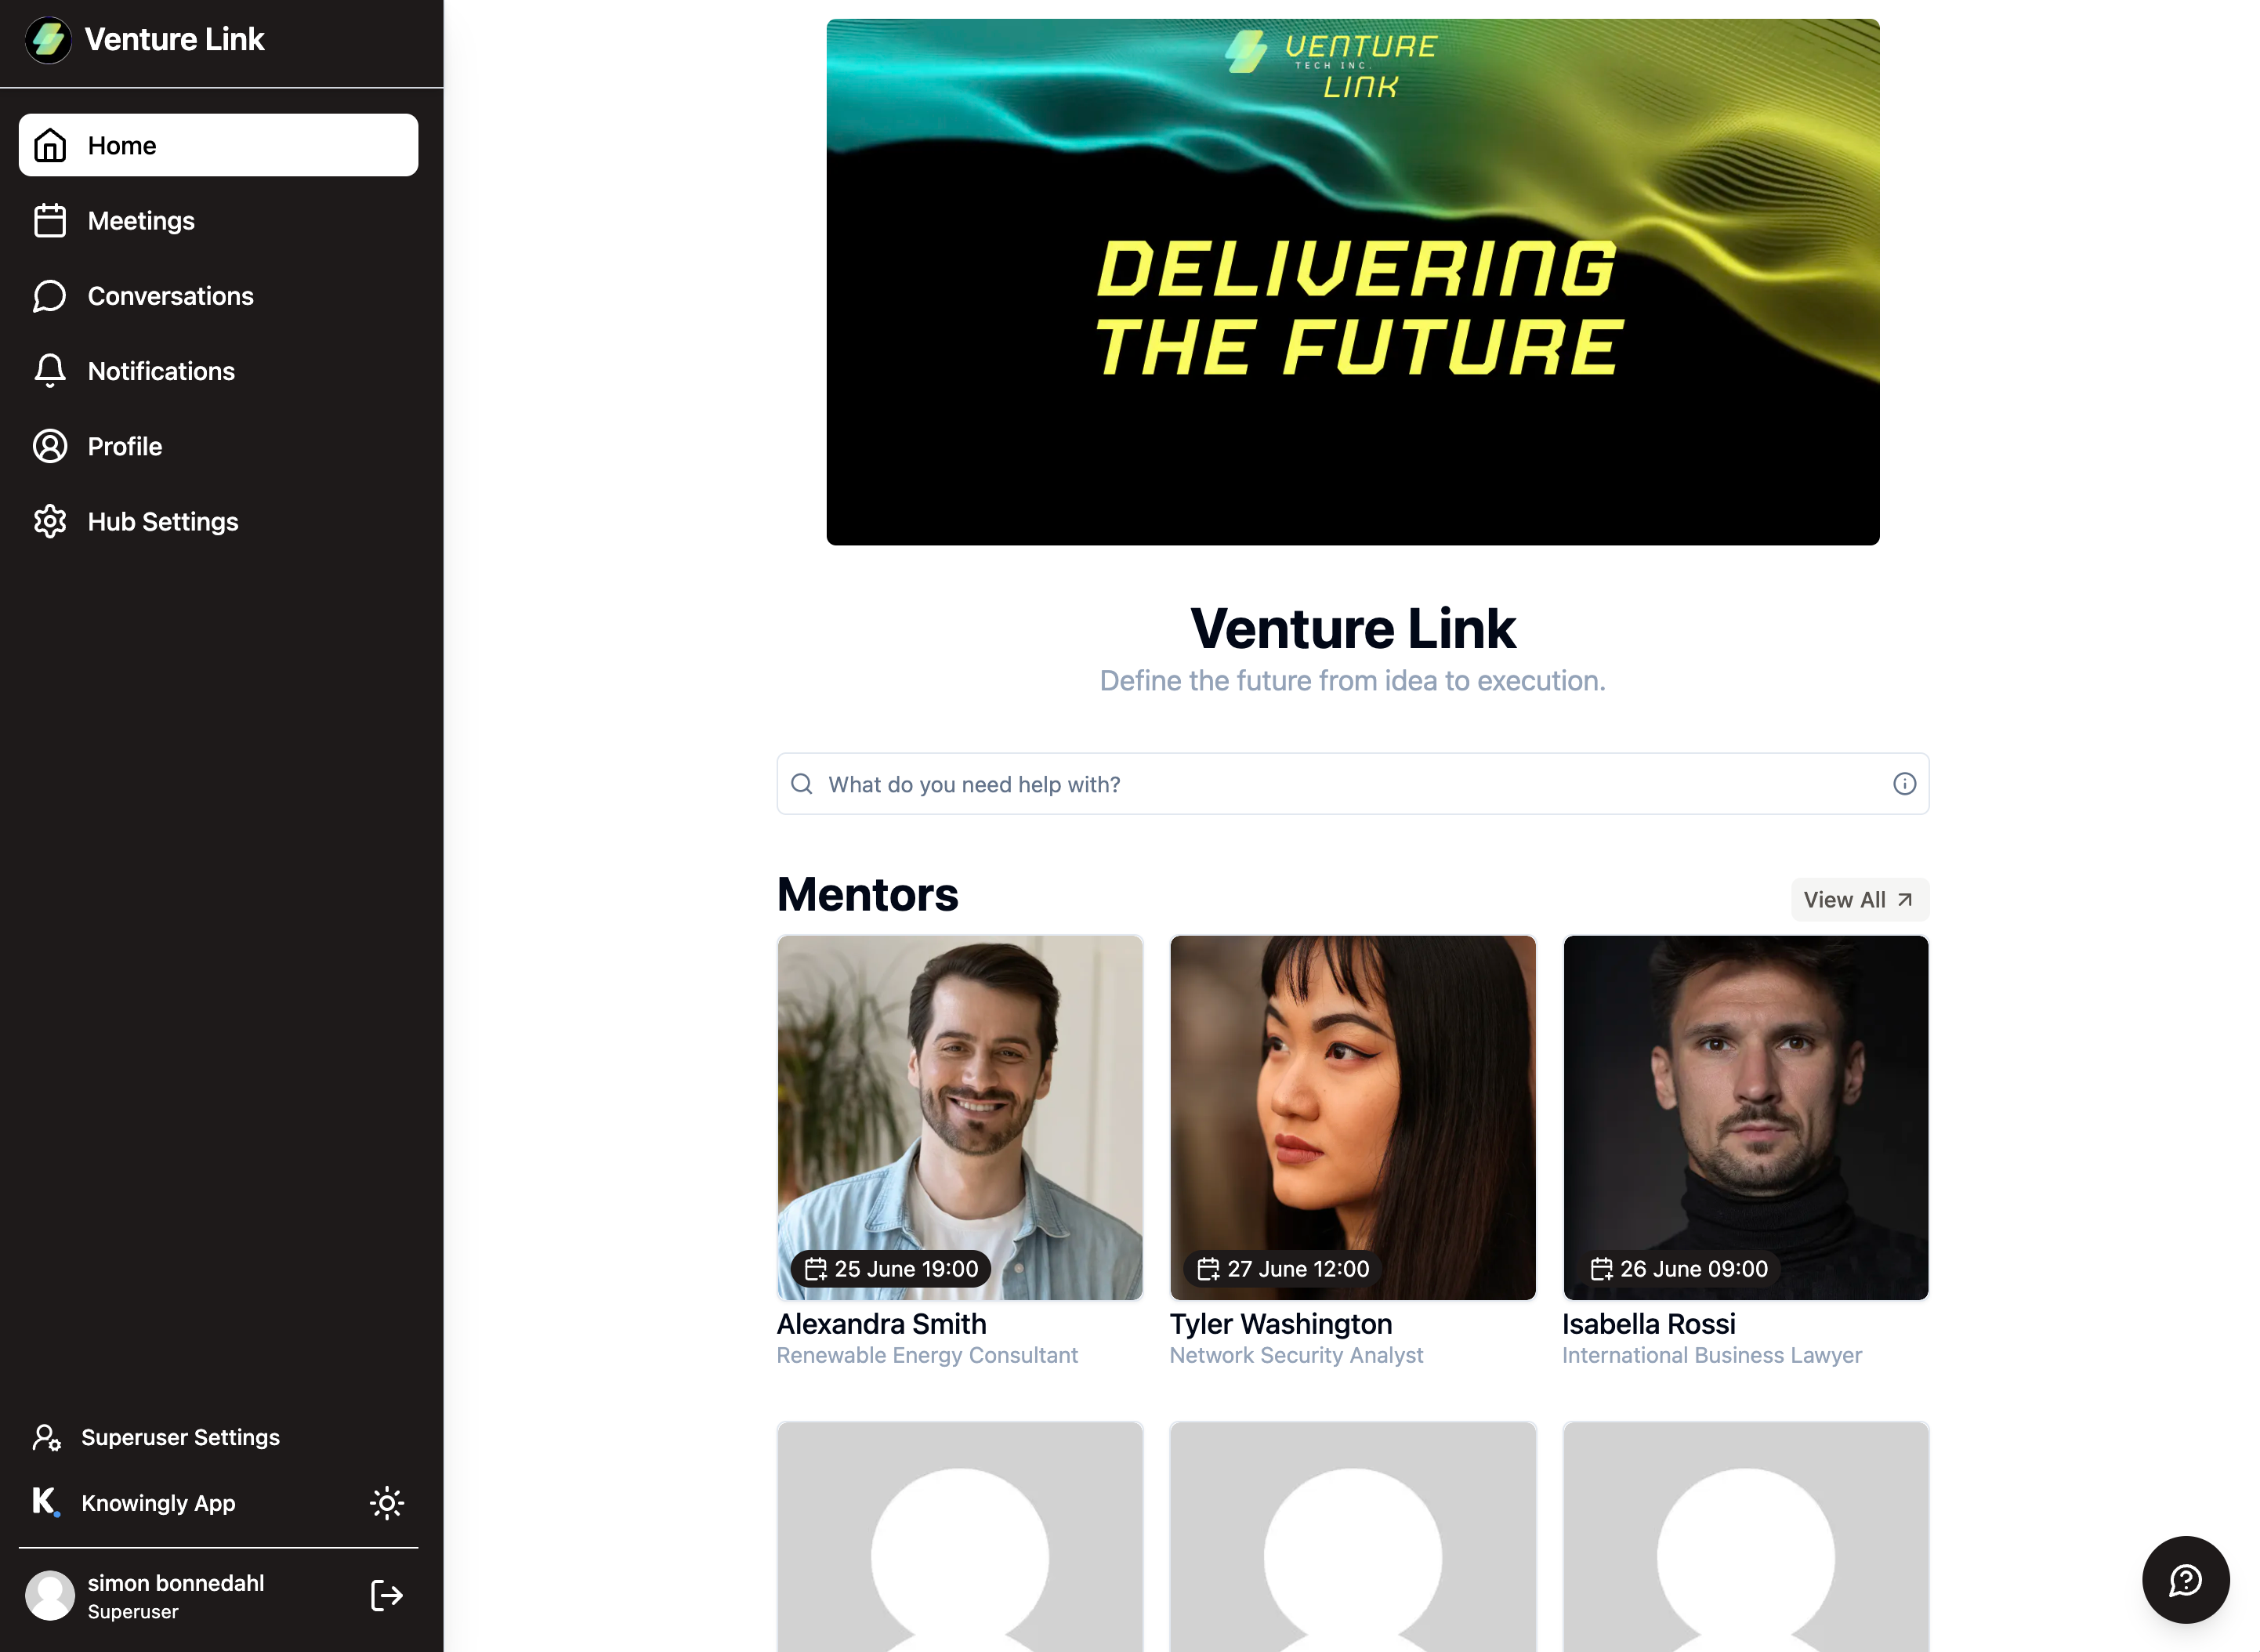 Venture Link
Home
Meetings
Conversations
Notifications
Profile
Hub Settings
Superuser Settings
K. Knowingly App
simon bonnedahl
Superuser
VENTURE
TECH INC.
LINK
DELIVERING
THE FUTURE
Venture Link
Define the future from idea to execution.
What do you need help with?
Mentors
View All
25 June 19:00
Alexandra Smith
Renewable Energy Consultant
27 June 12:00
Tyler Washington
Network Security Analyst
26 June 09:00
Isabella Rossi
International Business Lawyer